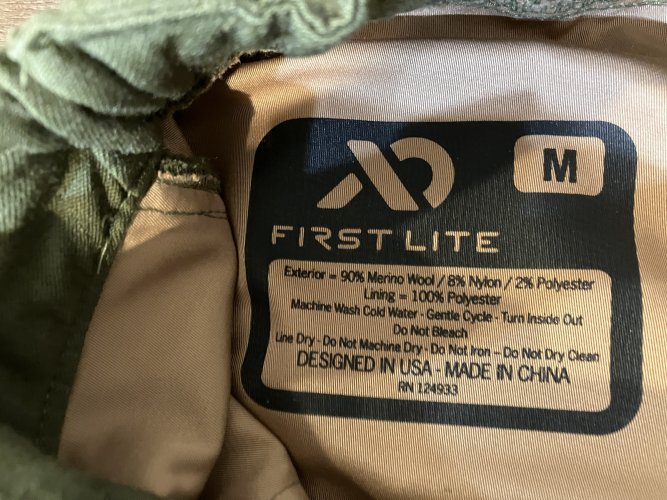 M
FIRST LITE
Exterior = 90% Merino Wool / 8% Nylon / 2% Polyester
Lining = 100% Polyester
Machine Wash Cold Water - Gentle Cycle - Turn Inside Out
Do Not Bleach
Line Dry - Do Not Machine Dry - Do Not Iron - Do Not Dry Clean
DESIGNED IN USA - MADE IN CHINA
RN 124933